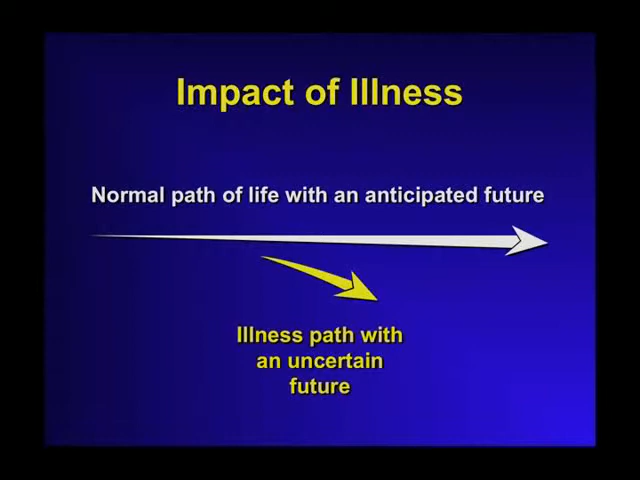 Impact of Illness
Normal path of life with an anticipated future
Illness path with
an uncertain
future